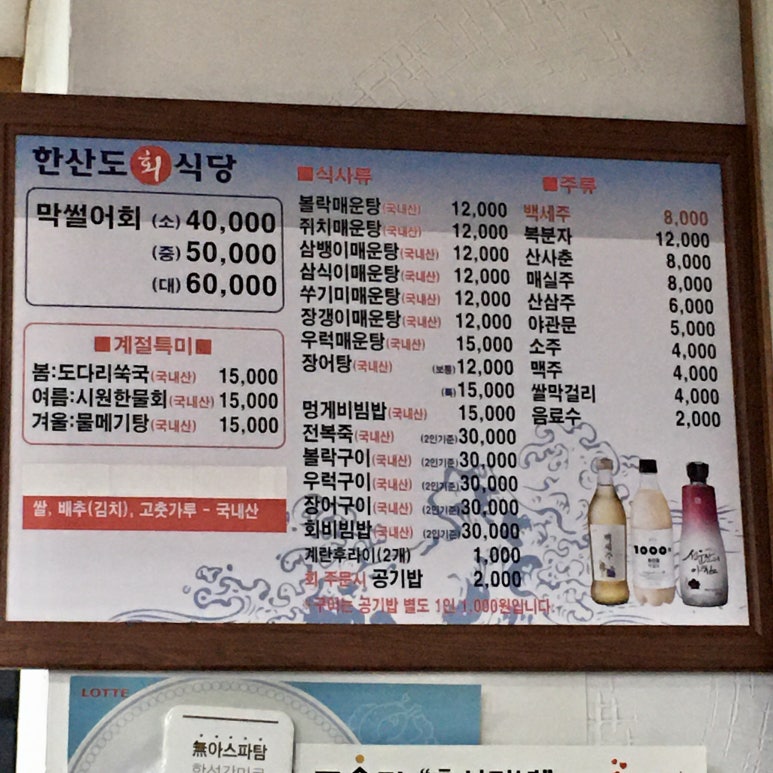 한산도 회 식당
막썰어회 (소) 40,000
(중) 50,000
(대) 60,000
■계절특미■
봄:도다리쑥국(국내산) 15,000
여름:시원한물회(국내산) 15,000
겨울:물메기탕(국내산) 15,000
쌀, 배추(김치), 고춧가루 - 국내산
■식사류
볼락매운탕(국내산) 12,000
쥐치매운탕(국내산) 12,000
삼뱅이매운탕(국내산) 12,000
삼식이매운탕(국내산) 12,000
쑤기미매운탕(국내산) 12,000
장갱이매운탕(국내산) 12,000
우럭매운탕(국내산) 15,000
장어탕(국내산) (보통)12,000
(특)15,000
멍게비빔밥(국내산) 15,000
전복죽(국내산) (2인기준)30,000
볼락구이(국내산) (2인기준)30,000
우럭구이(국내산) (2인기준)30,000
장어구이(국내산) (2인기준)30,000
회비빔밥(국내산) (2인기준)30,000
계란후라이(2개) 1,000
회 주문시 공기밥 2,000
구이는 공기밥 별도 1인 1,000원입니다.
■주류
백세주 8,000
복분자 12,000
산사춘 8,000
매실주 8,000
산삼주 6,000
야관문 5,000
소주 4,000
맥주 4,000
쌀막걸리 4,000
음료수 2,000
백세주
1000
LOTTE
無아스파탐